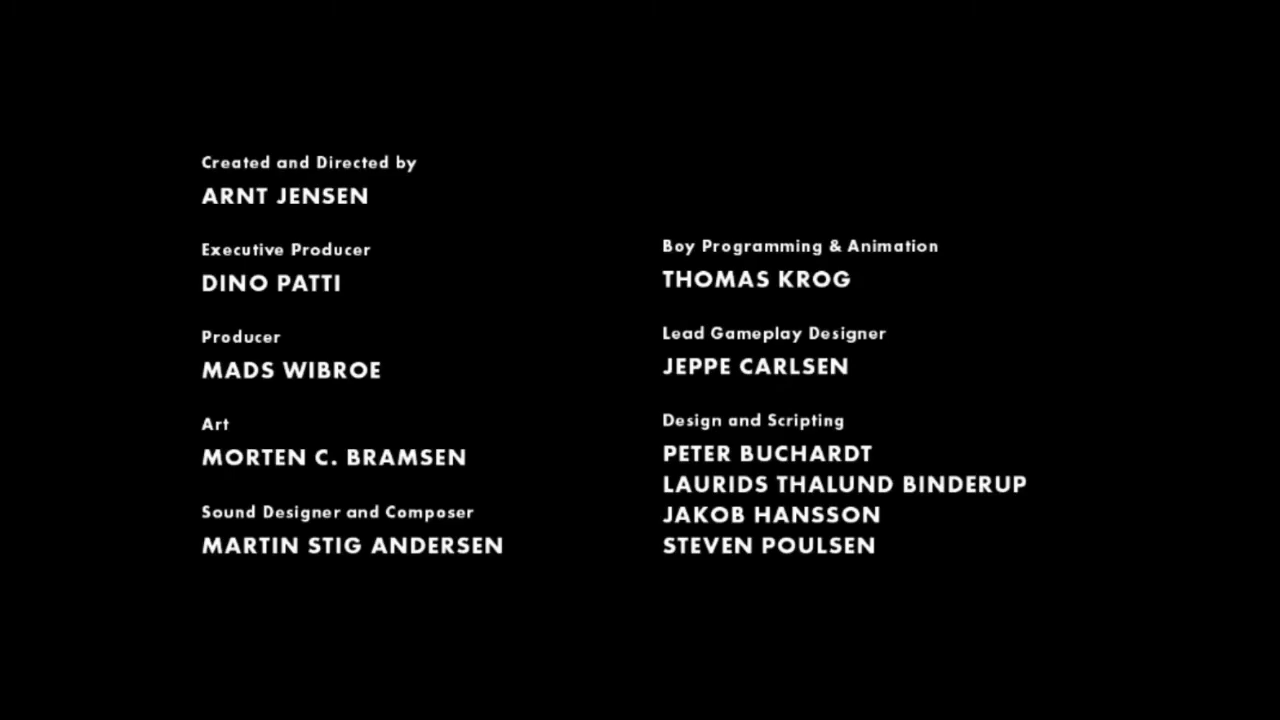 Created and Directed by
ARNT JENSEN
Executive Producer
DINO PATTI
Producer
MADS WIBROE
Art
MORTEN C. BRAMSEN
Sound Designer and Composer
MARTIN STIG ANDERSEN
Boy Programming & Animation
THOMAS KROG
Lead Gameplay Designer
JEPPE CARLSEN
Design and Scripting
PETER BUCHARDT
LAURIDS THALUND BINDERUP
JAKOB HANSSON
STEVEN POULSEN